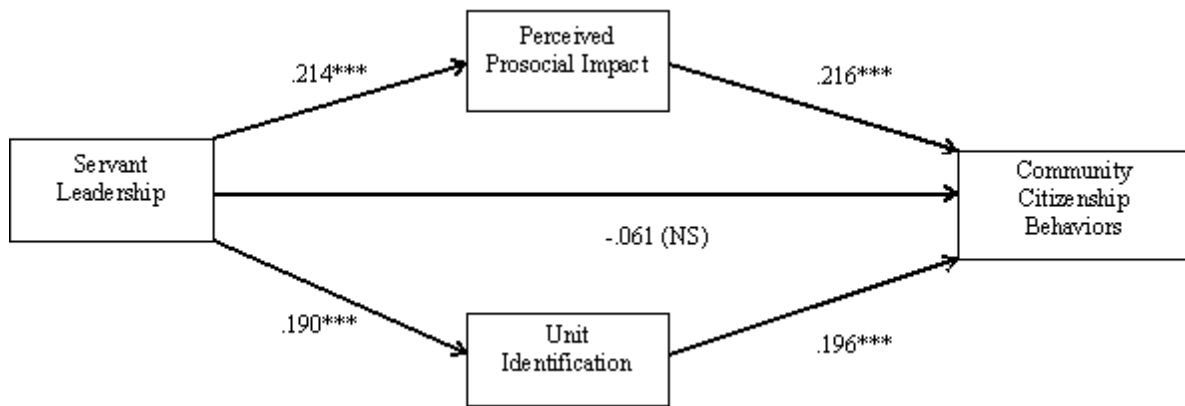 Perceived
Prosocial Impact
.214***
.216***
Servant
Leadership
Community
Citizenship
Behaviors
-.061 (NS)
.190***
Unit
Identification
.196***